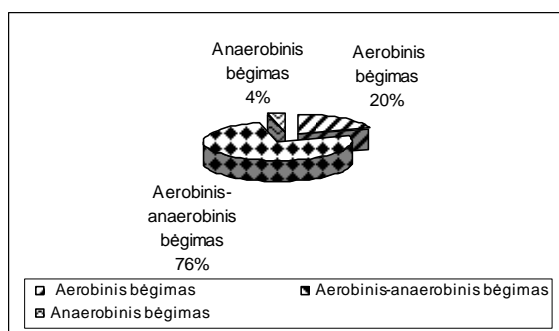 Anaerobinis
bėgimas
4%
Aerobinis
bėgimas
20%
Aerobinis-
anaerobinis
bėgimas
76%
Aerobinis bėgimas
Aerobinis-anaerobinis bėgimas
Anaerobinis bėgimas